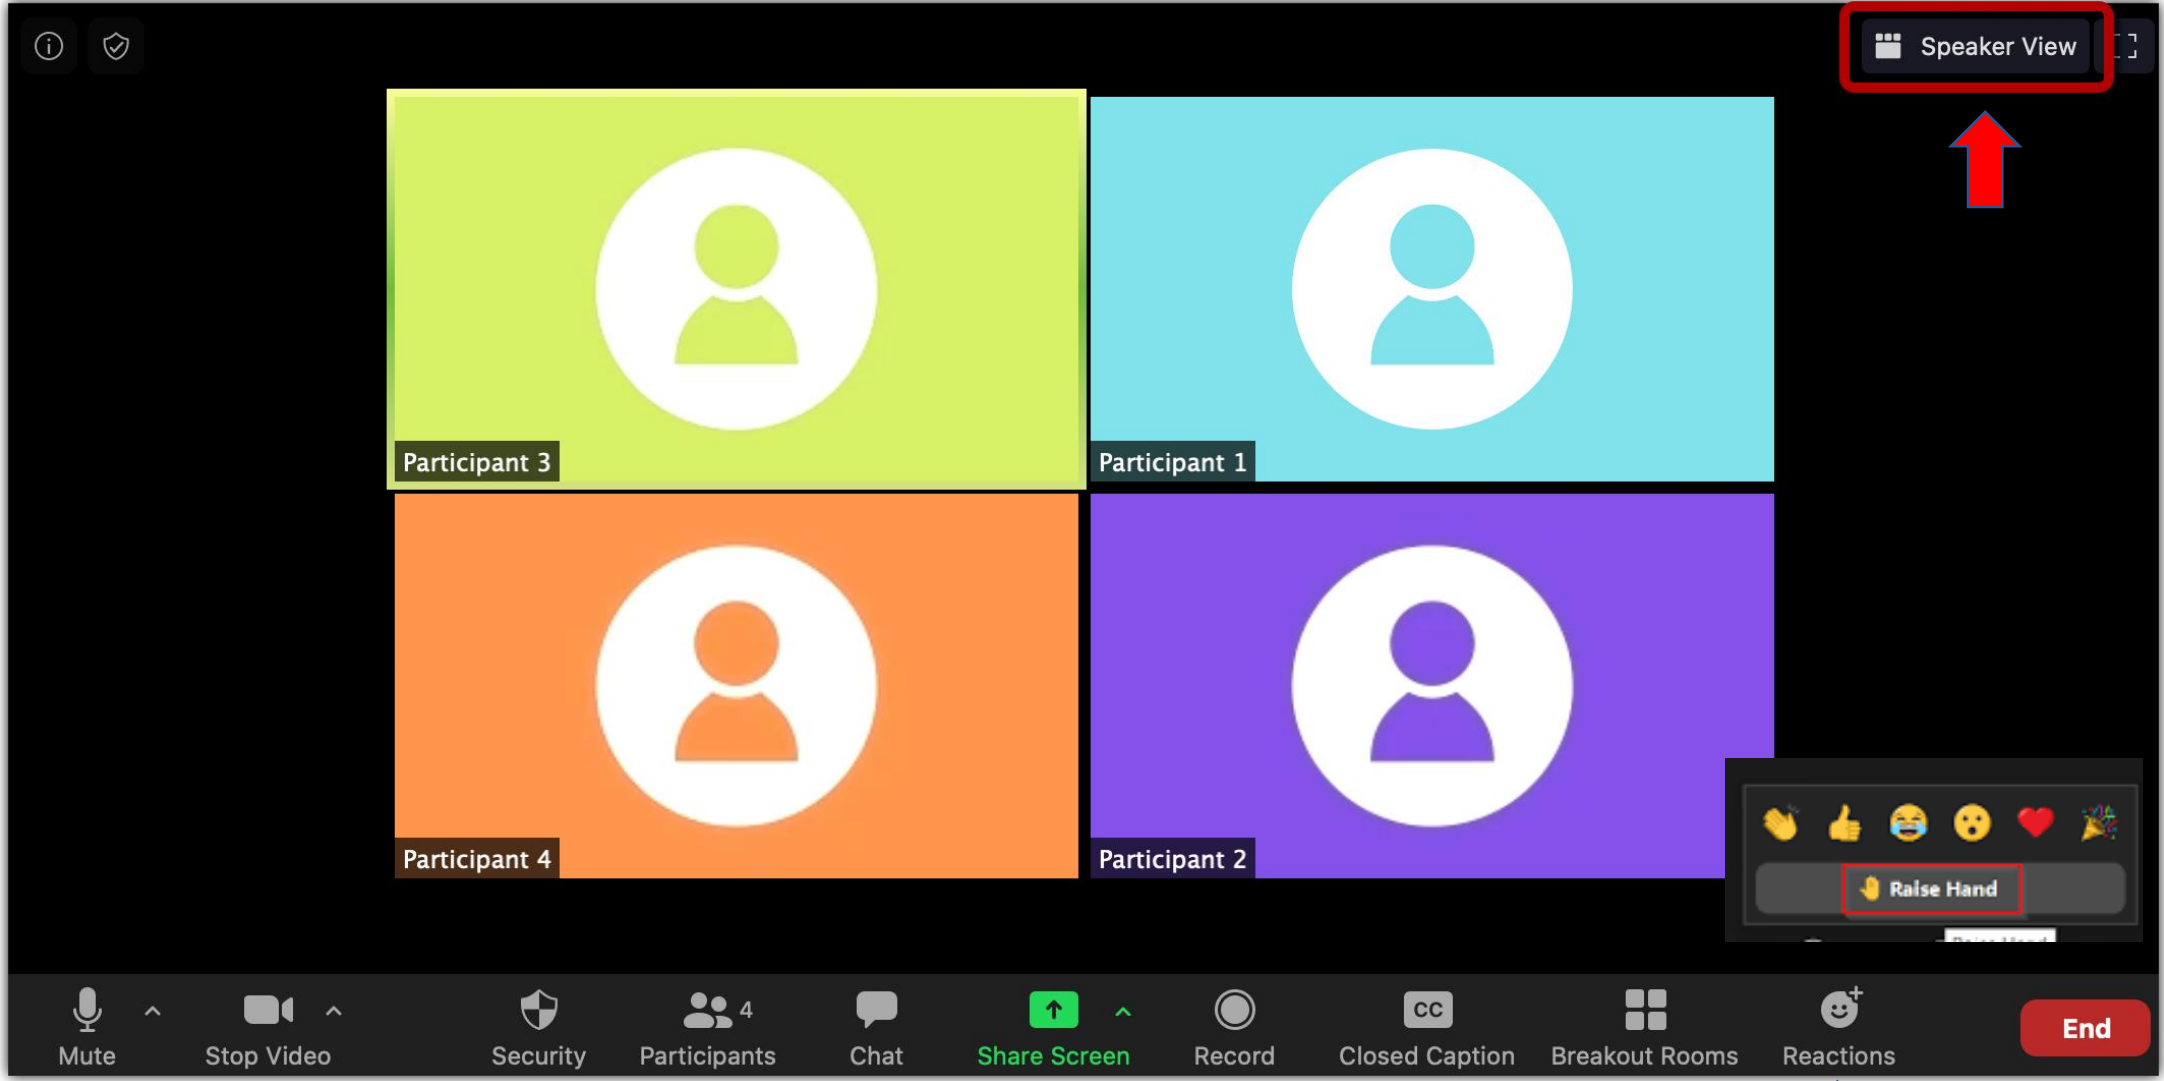 Speaker View
Participant 3
Participant 1
Participant 4
Participant 2
Raise Hand
4
Mute
Stop Video
Security
Participants
Chat
Share Screen
Record
CC
Closed Caption
Breakout Rooms
Reactions
End